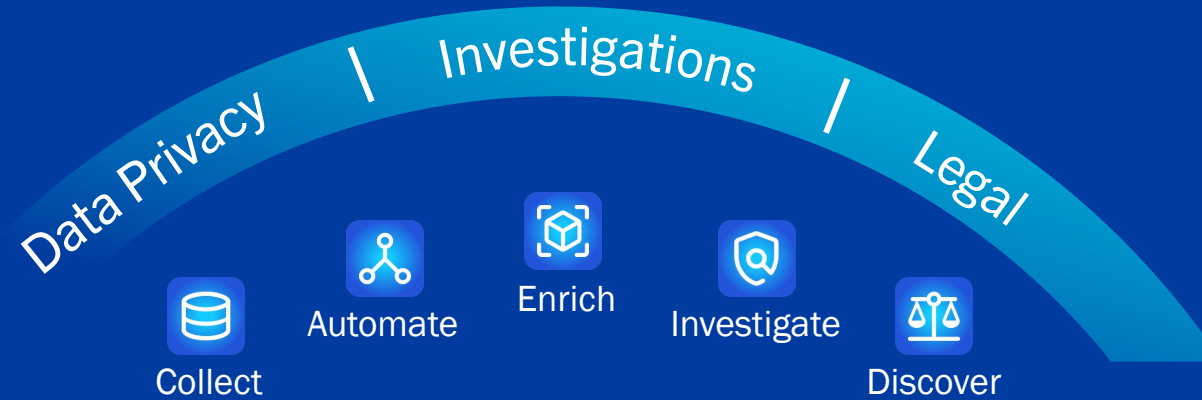 Data Privacy | Investigations | Legal
Collect
Automate
Enrich
Investigate
Discover